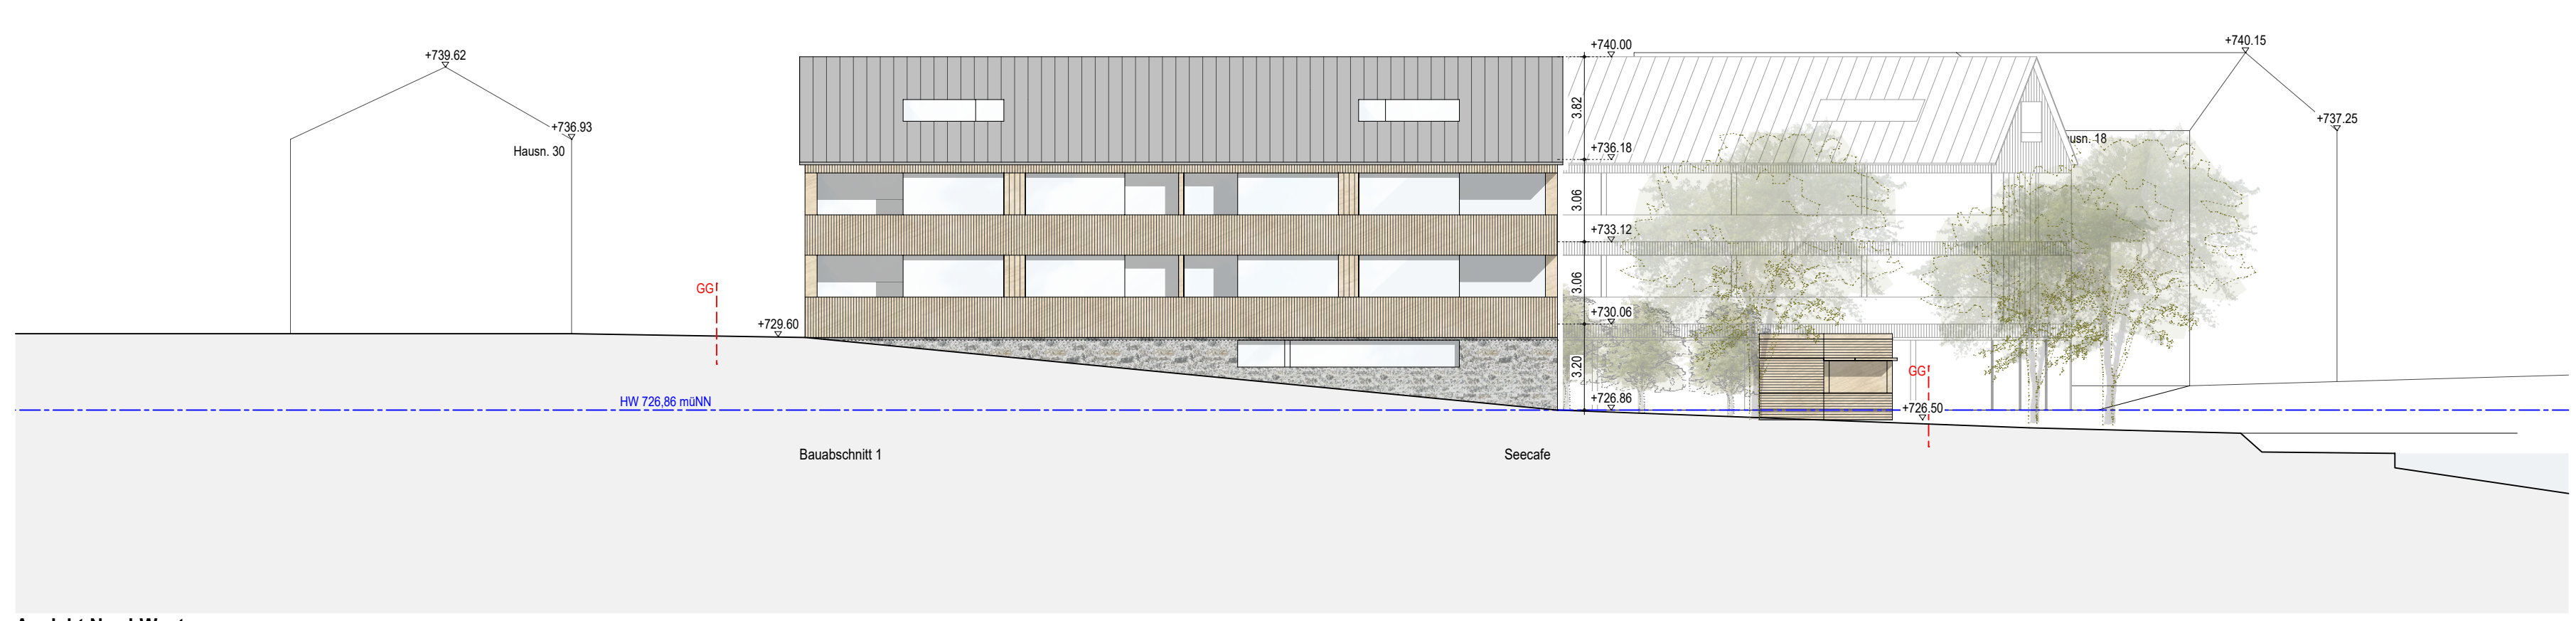 +739.62
+736.93
Hausn. 30
GG
+729.60
HW 726,86 müNN
Bauabschnitt 1
+740.00
3.82
+736.18
3.06
+733.12
3.06
+730.06
3.20
+726.86
Seecafe
GG
+726.50
+740.15
+737.25
usn. 18